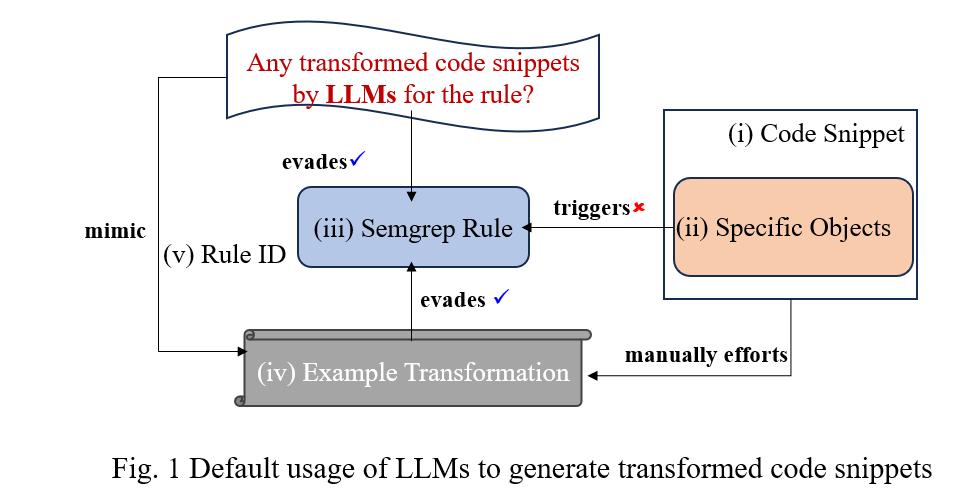 Any transformed code snippets
by LLMs for the rule?
(i) Code Snippet
evades✓
(ii) Specific Objects
triggers✘
(iii) Semgrep Rule
mimic
(v) Rule ID
evades ✓
manually efforts
(iv) Example Transformation
Fig. 1 Default usage of LLMs to generate transformed code snippets